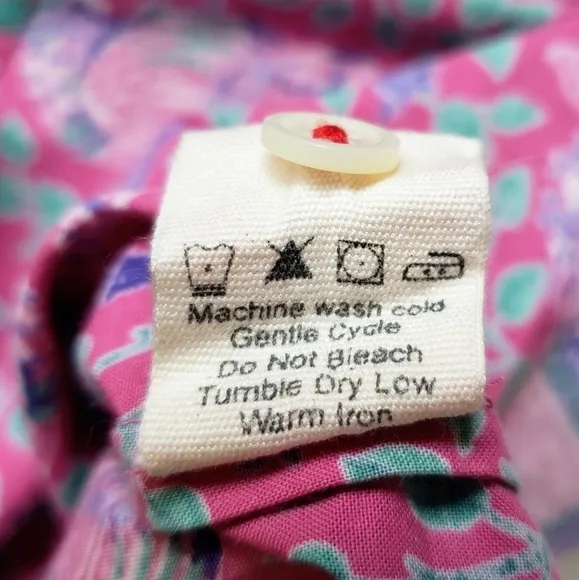 Machine wash cold
Gentle Cycle
Do Not Bleach
Tumble Dry Low
Warm Iron